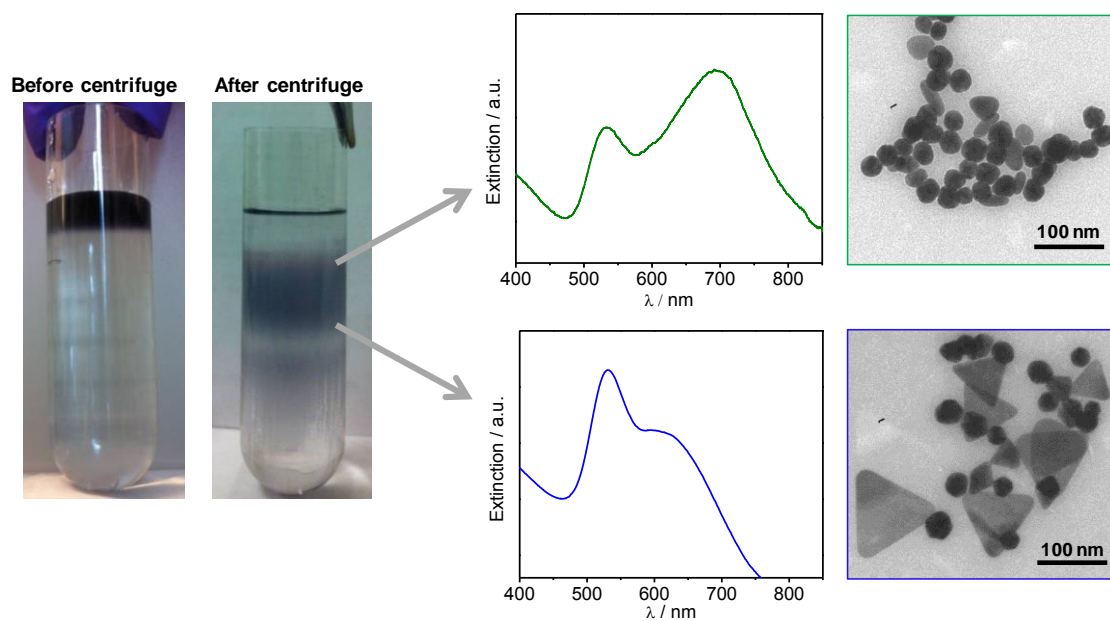 Before centrifuge
After centrifuge
Extinction / a.u.
400 500 600 700 800
λ / nm
100 nm
Extinction / a.u.
400 500 600 700 800
λ / nm
100 nm